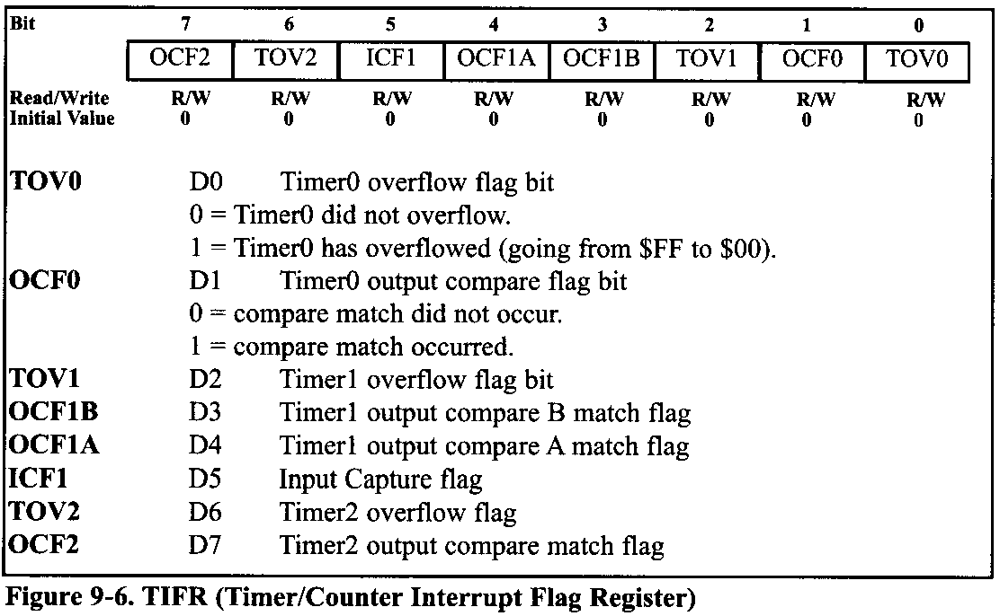 Bit 7 6 5 4 3 2 1 0
OCF2 TOV2 ICF1 OCF1A OCF1B TOV1 OCF0 TOV0
Read/Write R/W R/W R/W R/W R/W R/W R/W R/W
Initial Value 0 0 0 0 0 0 0 0
TOV0 D0 Timer0 overflow flag bit
0 = Timer0 did not overflow.
1 = Timer0 has overflowed (going from $FF to $00).
OCF0 D1 Timer0 output compare flag bit
0 = compare match did not occur.
1 = compare match occurred.
TOV1 D2 Timer1 overflow flag bit
OCF1B D3 Timer1 output compare B match flag
OCF1A D4 Timer1 output compare A match flag
ICF1 D5 Input Capture flag
TOV2 D6 Timer2 overflow flag
OCF2 D7 Timer2 output compare match flag
Figure 9-6. TIFR (Timer/Counter Interrupt Flag Register)